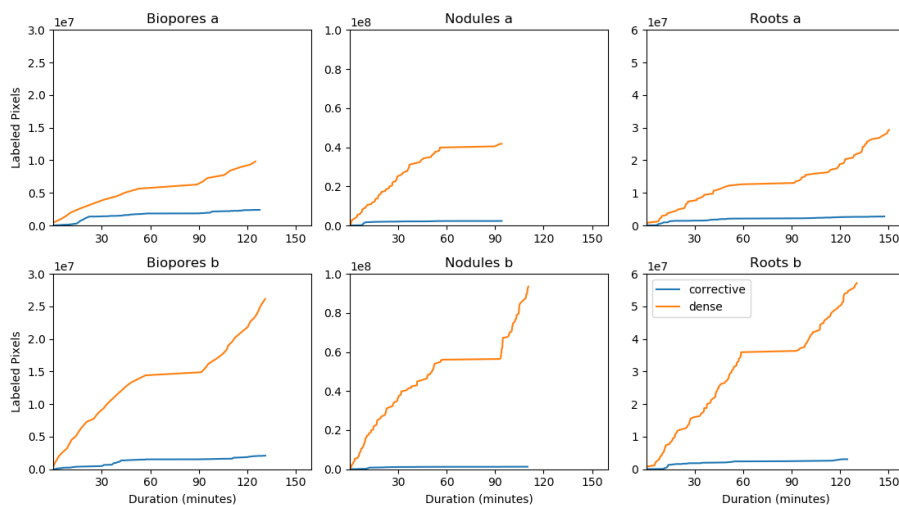 Biopores a
Nodules a
Roots a
1e7
1e8
1e7
Labeled Pixels
3.0
2.5
2.0
1.5
1.0
0.5
0.0
30 60 90 120 150
1.0
0.8
0.6
0.4
0.2
0.0
30 60 90 120 150
6
5
4
3
2
1
0
30 60 90 120 150
Biopores b
Nodules b
Roots b
1e7
1e8
1e7
Labeled Pixels
3.0
2.5
2.0
1.5
1.0
0.5
0.0
30 60 90 120 150
Duration (minutes)
1.0
0.8
0.6
0.4
0.2
0.0
30 60 90 120 150
Duration (minutes)
corrective
dense
6
5
4
3
2
1
0
30 60 90 120 150
Duration (minutes)